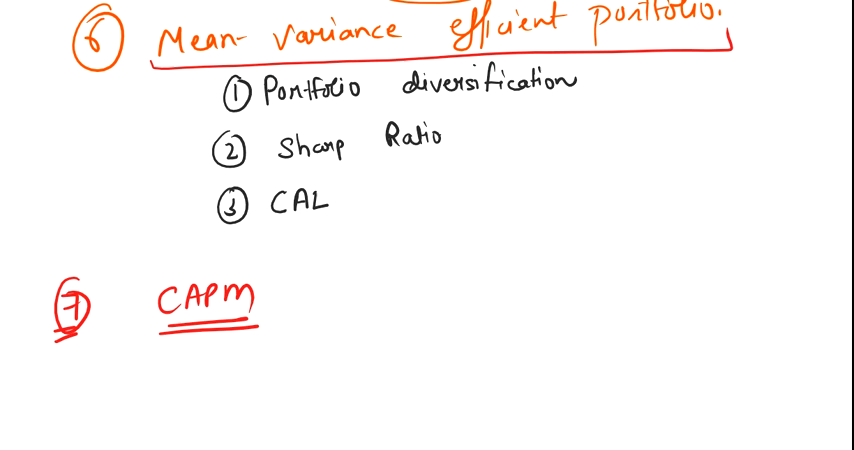 6 Mean- Variance efficient portfolio.
1 Portfolio diversification
2 Sharp Ratio
3 CAL
7 CAPM